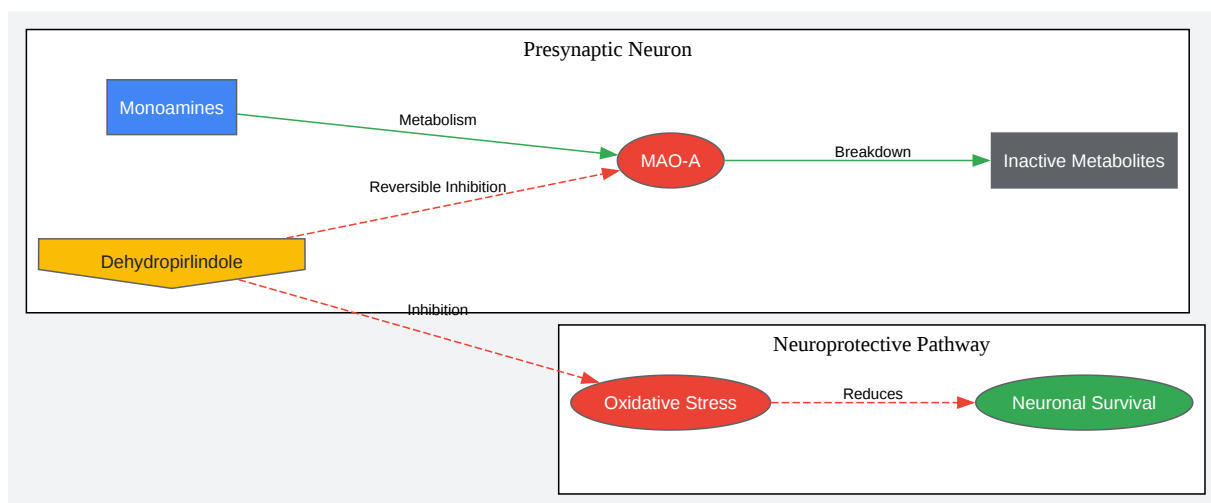 Presynaptic Neuron
Monoamines
Metabolism
MAO-A
Breakdown
Inactive Metabolites
Reversible Inhibition
Dehydropirlindole
Inhibition
Neuroprotective Pathway
Oxidative Stress
Reduces
Neuronal Survival